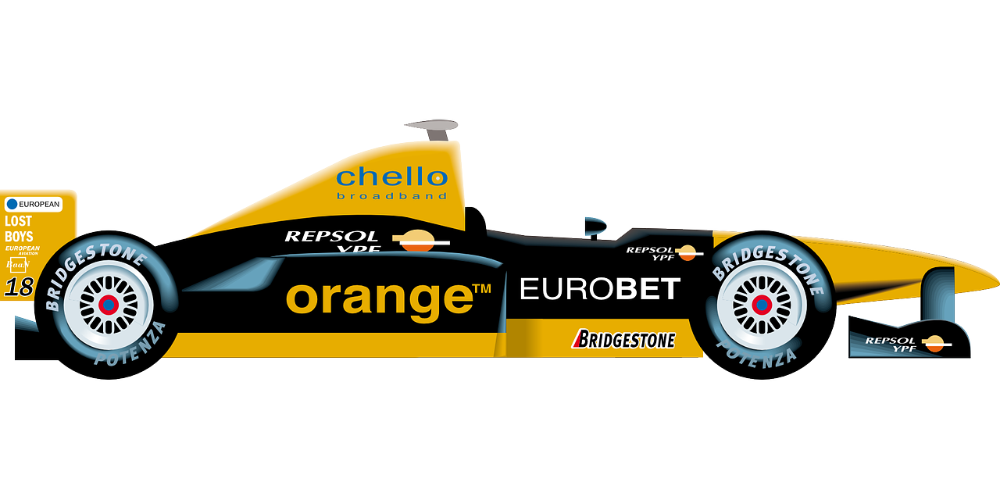 chello
broadband
EUROPEAN
LOST
BOYS
EUROPEAN
AVIATION
BaaN
18
BRIDGESTONE
POTENZA
REPSOL
YPF
orange™
EUROBET
BRIDGESTONE
REPSOL
YPF
BRIDGESTONE
POTENZA
REPSOL
YPF